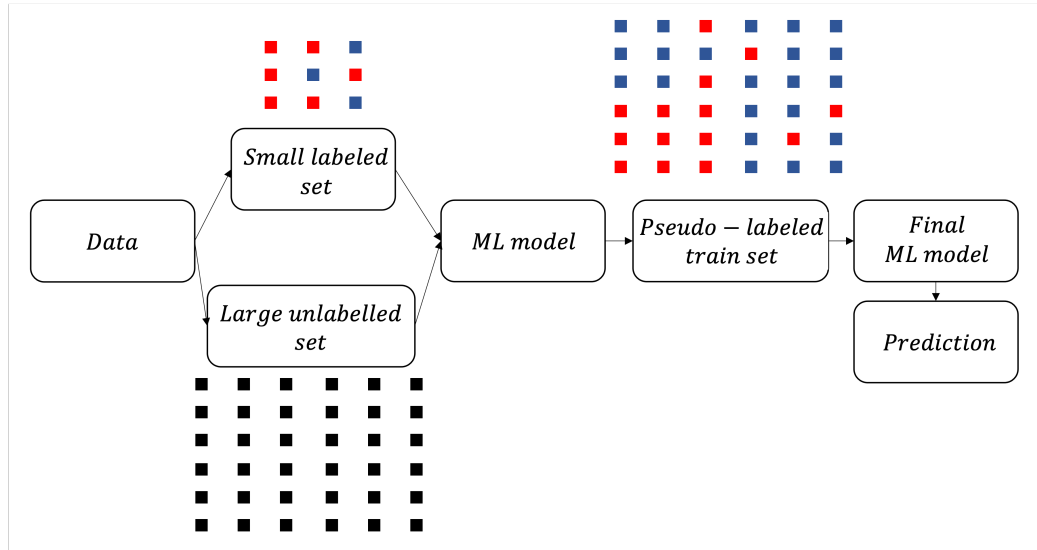 Data
Small labeled
set
Large unlabelled
set
ML model
Pseudo − labeled
train set
Final
ML model
Prediction